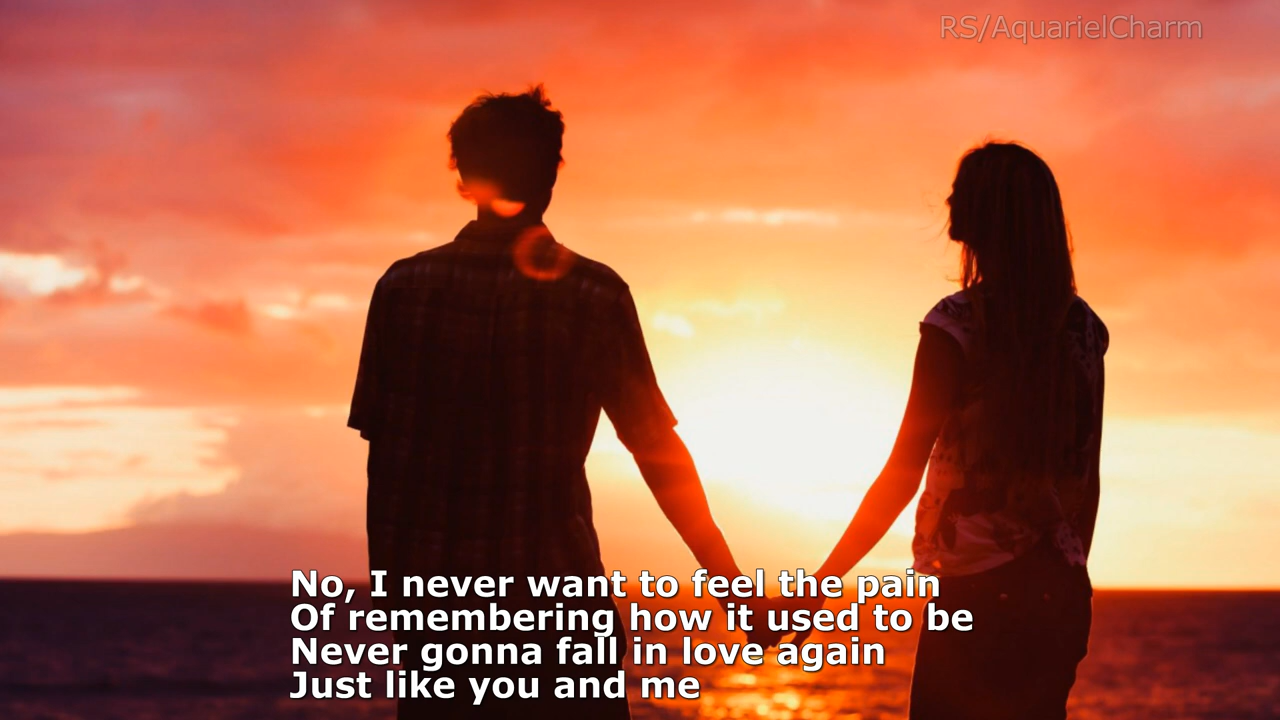 RS/AquarielCharm
No, I never want to feel the pain
Of remembering how it used to be
Never gonna fall in love again
Just like you and me